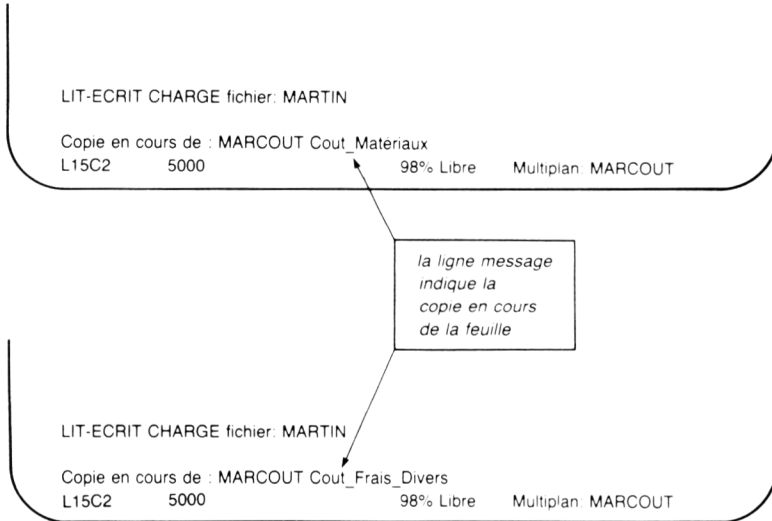 LIT-ECRIT CHARGE fichier: MARTIN
Copie en cours de : MARCOUT Cout_Matériaux
L15C2 5000 98% Libre Multiplan: MARCOUT
la ligne message
indique la
copie en cours
de la feuille
LIT-ECRIT CHARGE fichier: MARTIN
Copie en cours de : MARCOUT Cout_Frais_Divers
L15C2 5000 98% Libre Multiplan: MARCOUT